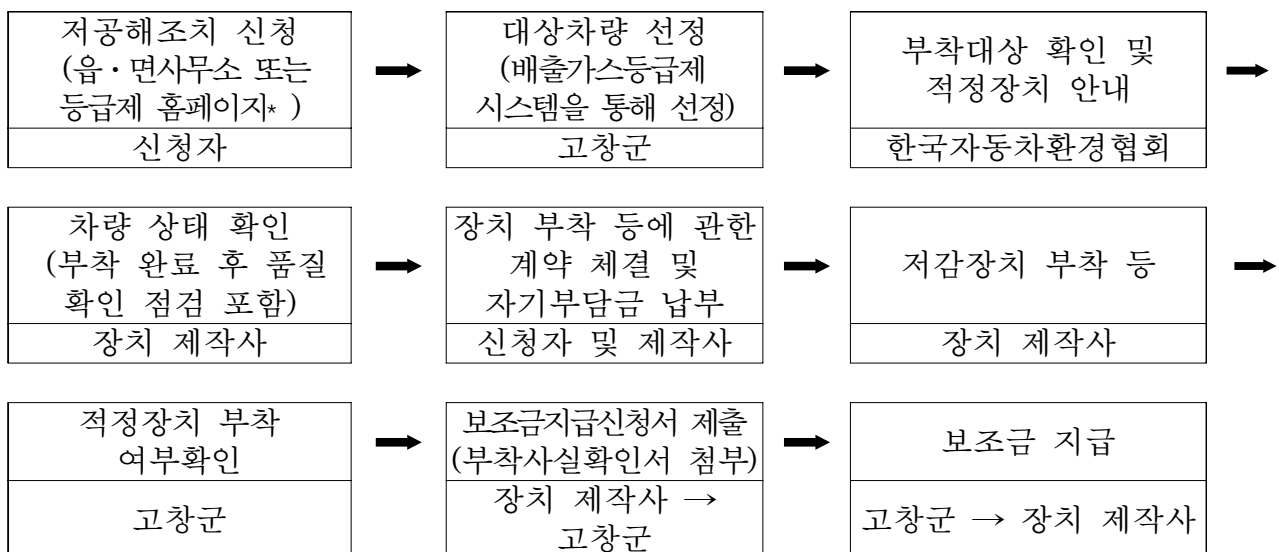 저공해조치 신청
(읍·면사무소 또는
등급제 홈페이지* )
신청자
➡
대상차량 선정
(배출가스등급제
시스템을 통해 선정)
고창군
➡
부착대상 확인 및
적정장치 안내
한국자동차환경협회
➡
차량 상태 확인
(부착 완료 후 품질
확인 점검 포함)
장치 제작사
➡
장치 부착 등에 관한
계약 체결 및
자기부담금 납부
신청자 및 제작사
➡
저감장치 부착 등
장치 제작사
➡
적정장치 부착
여부확인
고창군
➡
보조금지급신청서 제출
(부착사실확인서 첨부)
장치 제작사 →
고창군
➡
보조금 지급
고창군 → 장치 제작사